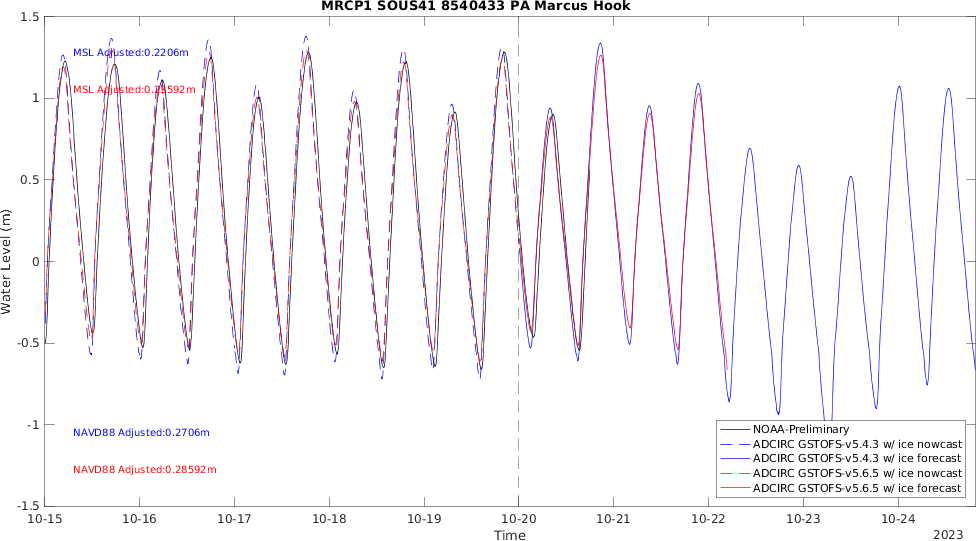 MRCP1 SOUS41 8540433 PA Marcus Hook
1.5
MSL Adjusted:0.2206m
1
MSL Adjusted:0.28592m
0.5
0
Water Level (m)
-0.5
-1
NAVD88 Adjusted:0.2706m
NAVD88 Adjusted:0.28592m
-1.5
NOAA-Preliminary
ADCIRC GSTOFS-v5.4.3 w/ ice nowcast
ADCIRC GSTOFS-v5.4.3 w/ ice forecast
ADCIRC GSTOFS-v5.6.5 w/ ice nowcast
ADCIRC GSTOFS-v5.6.5 w/ ice forecast
10-15 10-16 10-17 10-18 10-19 10-20 10-21 10-22 10-23 10-24
Time
2023